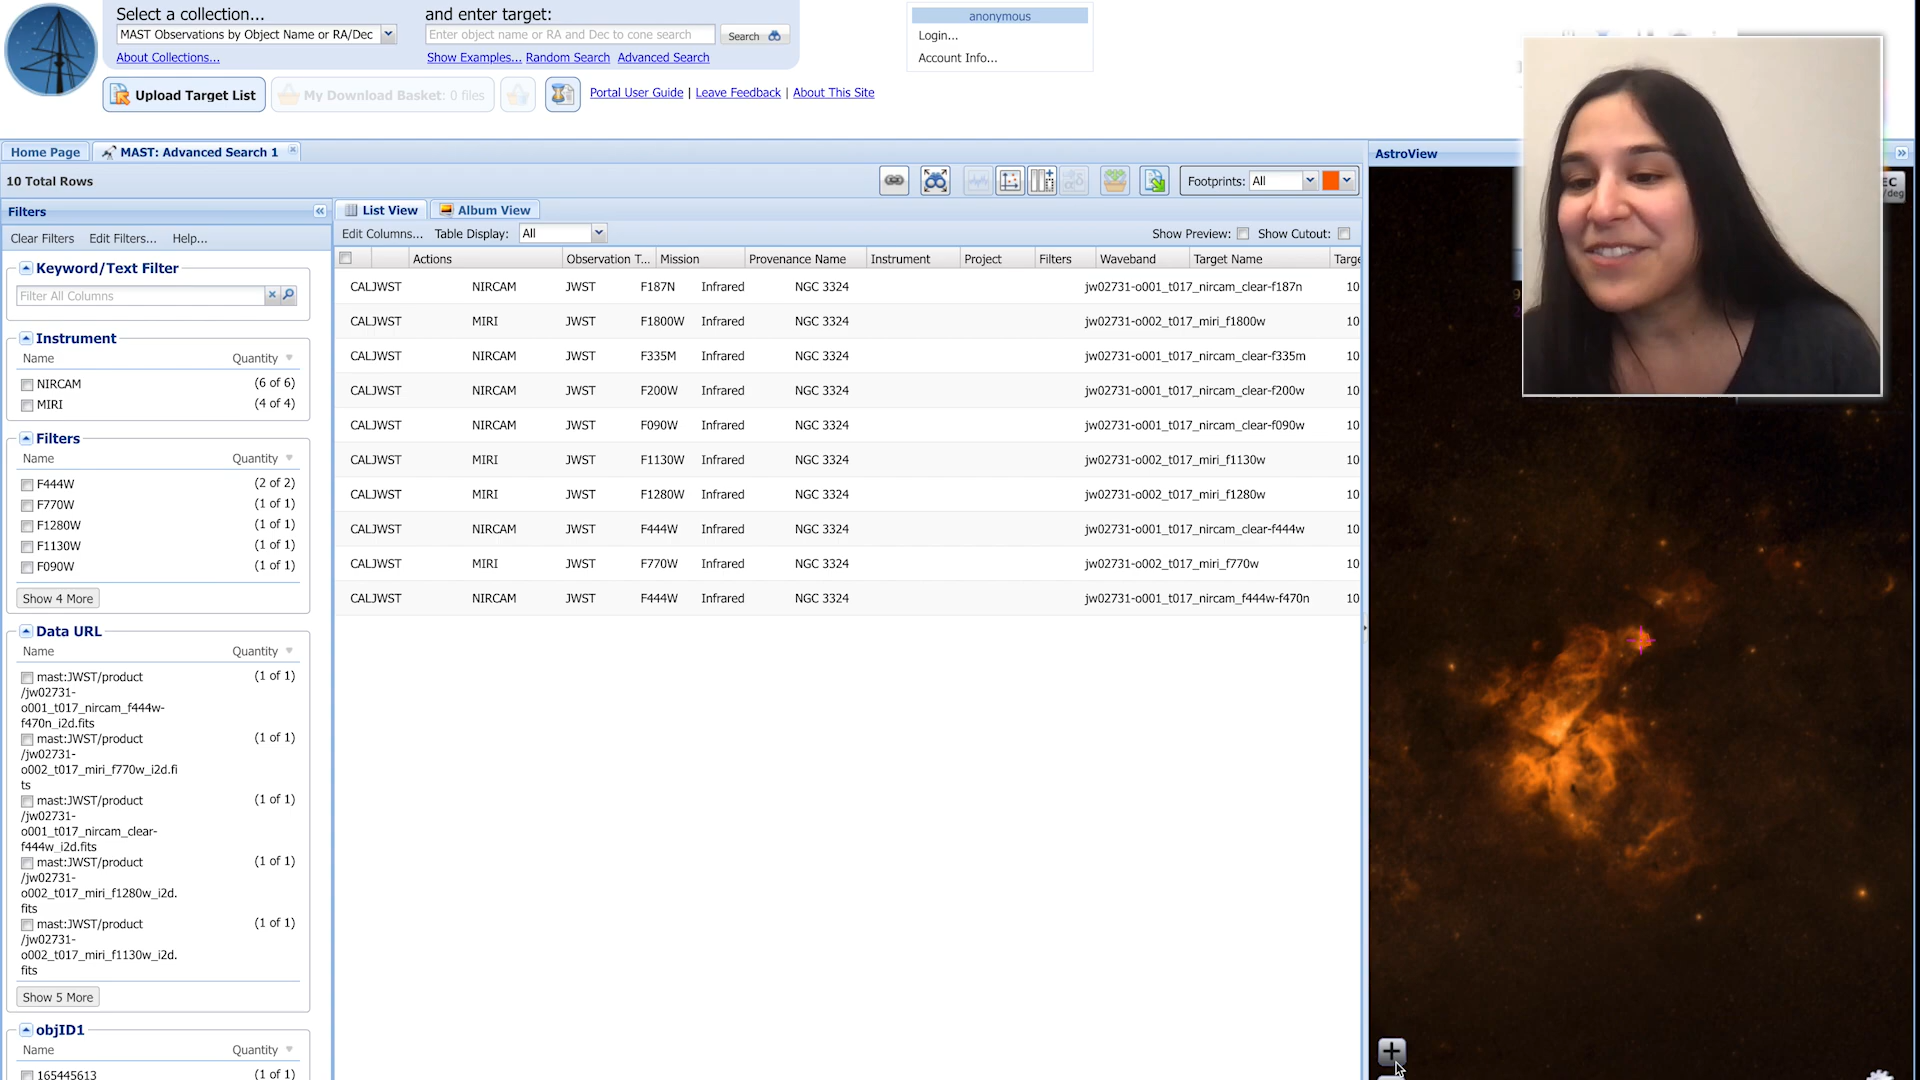 Select a collection...
and enter target:
MAST Observations by Object Name or RA/Dec
Enter object name or RA and Dec to cone search
Search
About Collections...
Show Examples... Random Search Advanced Search
anonymous
Login...
Account Info...
Upload Target List
My Download Basket: 0 files
Portal User Guide | Leave Feedback | About This Site
Home Page
MAST: Advanced Search 1
AstroView
10 Total Rows
Footprints: All
Filters
List View
Album View
Clear Filters Edit Filters... Help...
Edit Columns... Table Display: All
Show Preview: Show Cutout:
Actions Observation T... Mission Provenance Name Instrument Project Filters Waveband Target Name Targe
CALJWST NIRCAM JWST F187N Infrared NGC 3324 jw02731-o001_t017_nircam_clear-f187n 10
CALJWST MIRI JWST F1800W Infrared NGC 3324 jw02731-o002_t017_miri_f1800w 10
CALJWST NIRCAM JWST F335M Infrared NGC 3324 jw02731-o001_t017_nircam_clear-f335m 10
CALJWST NIRCAM JWST F200W Infrared NGC 3324 jw02731-o001_t017_nircam_clear-f200w 10
CALJWST NIRCAM JWST F090W Infrared NGC 3324 jw02731-o001_t017_nircam_clear-f090w 10
CALJWST MIRI JWST F1130W Infrared NGC 3324 jw02731-o002_t017_miri_f1130w 10
CALJWST MIRI JWST F1280W Infrared NGC 3324 jw02731-o002_t017_miri_f1280w 10
CALJWST NIRCAM JWST F444W Infrared NGC 3324 jw02731-o001_t017_nircam_clear-f444w 10
CALJWST MIRI JWST F770W Infrared NGC 3324 jw02731-o002_t017_miri_f770w 10
CALJWST NIRCAM JWST F444W Infrared NGC 3324 jw02731-o001_t017_nircam_f444w-f470n 10
Keyword/Text Filter
Filter All Columns
Instrument
Name Quantity
NIRCAM (6 of 6)
MIRI (4 of 4)
Filters
Name Quantity
F444W (2 of 2)
F770W (1 of 1)
F1280W (1 of 1)
F1130W (1 of 1)
F090W (1 of 1)
Show 4 More
Data URL
Name Quantity
mast:JWST/product (1 of 1)
/jw02731-
o001_t017_nircam_f444w-
f470n_i2d.fits
mast:JWST/product (1 of 1)
/jw02731-
o002_t017_miri_f770w_i2d.fi
ts
mast:JWST/product (1 of 1)
/jw02731-
o001_t017_nircam_clear-
f444w_i2d.fits
mast:JWST/product (1 of 1)
/jw02731-
o002_t017_miri_f1280w_i2d.
fits
mast:JWST/product (1 of 1)
/jw02731-
o002_t017_miri_f1130w_i2d.
fits
Show 5 More
objID1
Name Quantity
165445613 (1 of 1)
EC
/deg